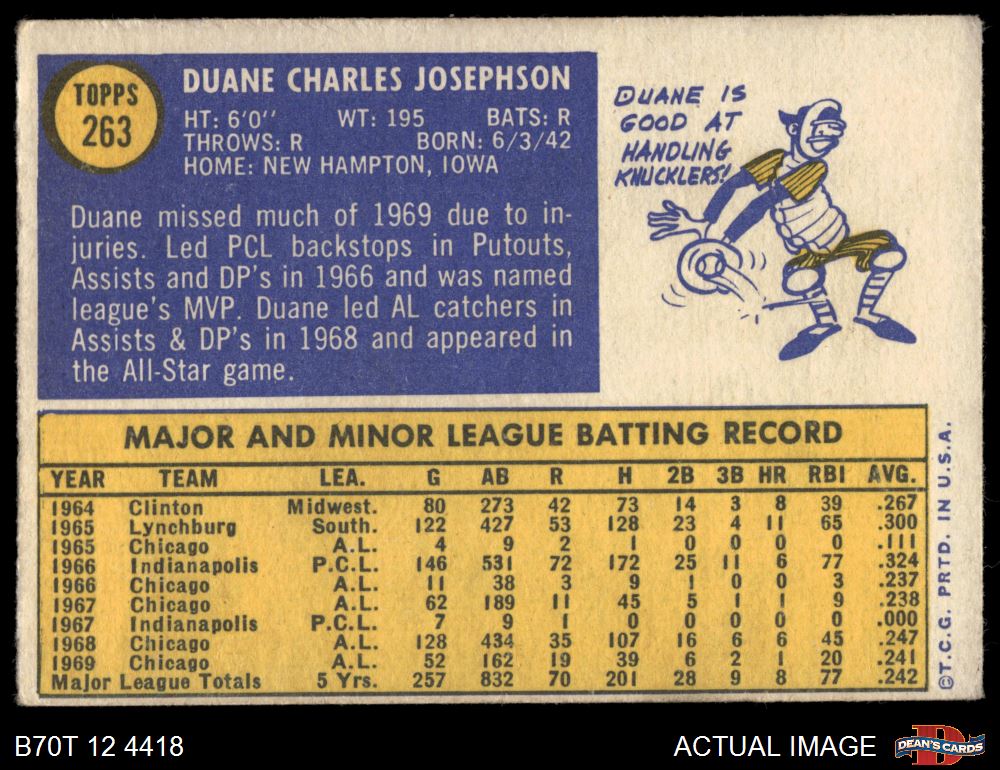 TOPPS
263
DUANE CHARLES JOSEPHSON
HT: 6'0" WT: 195 BATS: R
THROWS: R BORN: 6/3/42
HOME: NEW HAMPTON, IOWA
Duane missed much of 1969 due to in-
juries. Led PCL backstops in Putouts,
Assists and DP's in 1966 and was named
league's MVP. Duane led AL catchers in
Assists & DP's in 1968 and appeared in
the All-Star game.
DUANE IS
GOOD AT
HANDLING
KNUCKLERS!
MAJOR AND MINOR LEAGUE BATTING RECORD
YEAR TEAM LEA. G AB R H 2B 3B HR RBI AVG.
1964 Clinton Midwest. 80 273 42 73 14 3 8 39 .267
1965 Lynchburg South. 122 427 53 128 23 4 11 65 .300
1965 Chicago A.L. 4 9 2 1 0 0 0 0 .111
1966 Indianapolis P.C.L. 146 531 72 172 25 11 6 77 .324
1966 Chicago A.L. 11 38 3 9 1 0 0 3 .237
1967 Chicago A.L. 62 189 11 45 5 1 1 9 .238
1967 Indianapolis P.C.L. 7 9 1 0 0 0 0 0 .000
1968 Chicago A.L. 128 434 35 107 16 6 6 45 .247
1969 Chicago A.L. 52 162 19 39 6 2 1 20 .241
Major League Totals 5 Yrs. 257 832 70 201 28 9 8 77 .242
©T.C.G. PRTD. IN U.S.A.
B70T 12 4418
ACTUAL IMAGE
D
DEAN'S CARDS